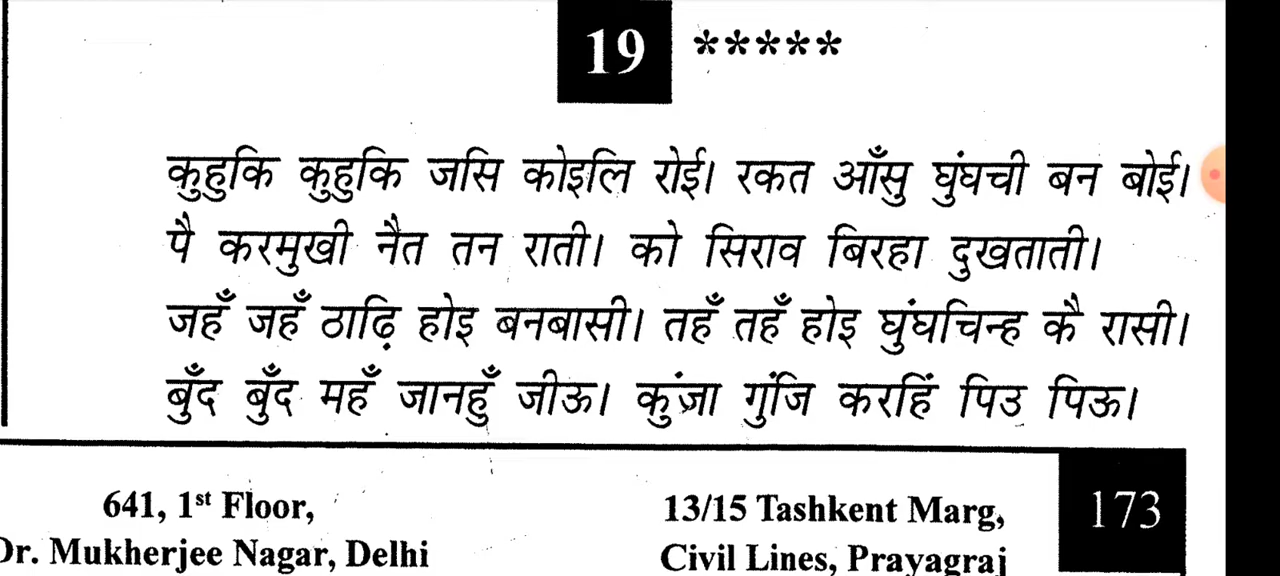 19 *****
कुहुकि कुहुकि जसि कोइलि रोई। रकत आँसु घुंघची बन बोई।
पै करमुखी नैत तन राती। को सिराव बिरहा दुखताती।
जहँ जहँ ठाढ़ि होइ बनबासी। तहँ तहँ होइ घुंघचिन्ह कै रासी।
बुँद बुँद महँ जानहुँ जीऊ। कुंज़ा गुंजि करहिं पिउ पिऊ।
641, 1st Floor,
Dr. Mukherjee Nagar, Delhi
13/15 Tashkent Marg,
Civil Lines, Prayagraj
173